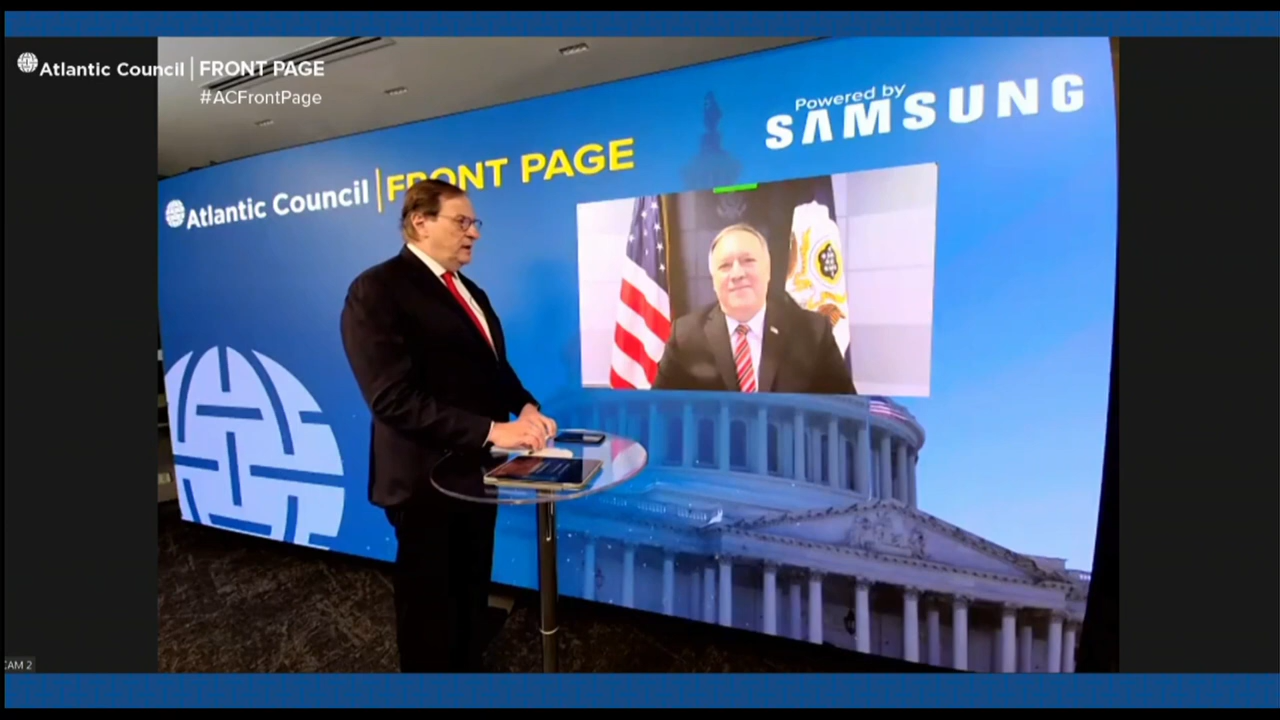 Atlantic Council | FRONT PAGE
#ACFrontPage
Powered by
SAMSUNG
Atlantic Council | FRONT PAGE
CAM 2